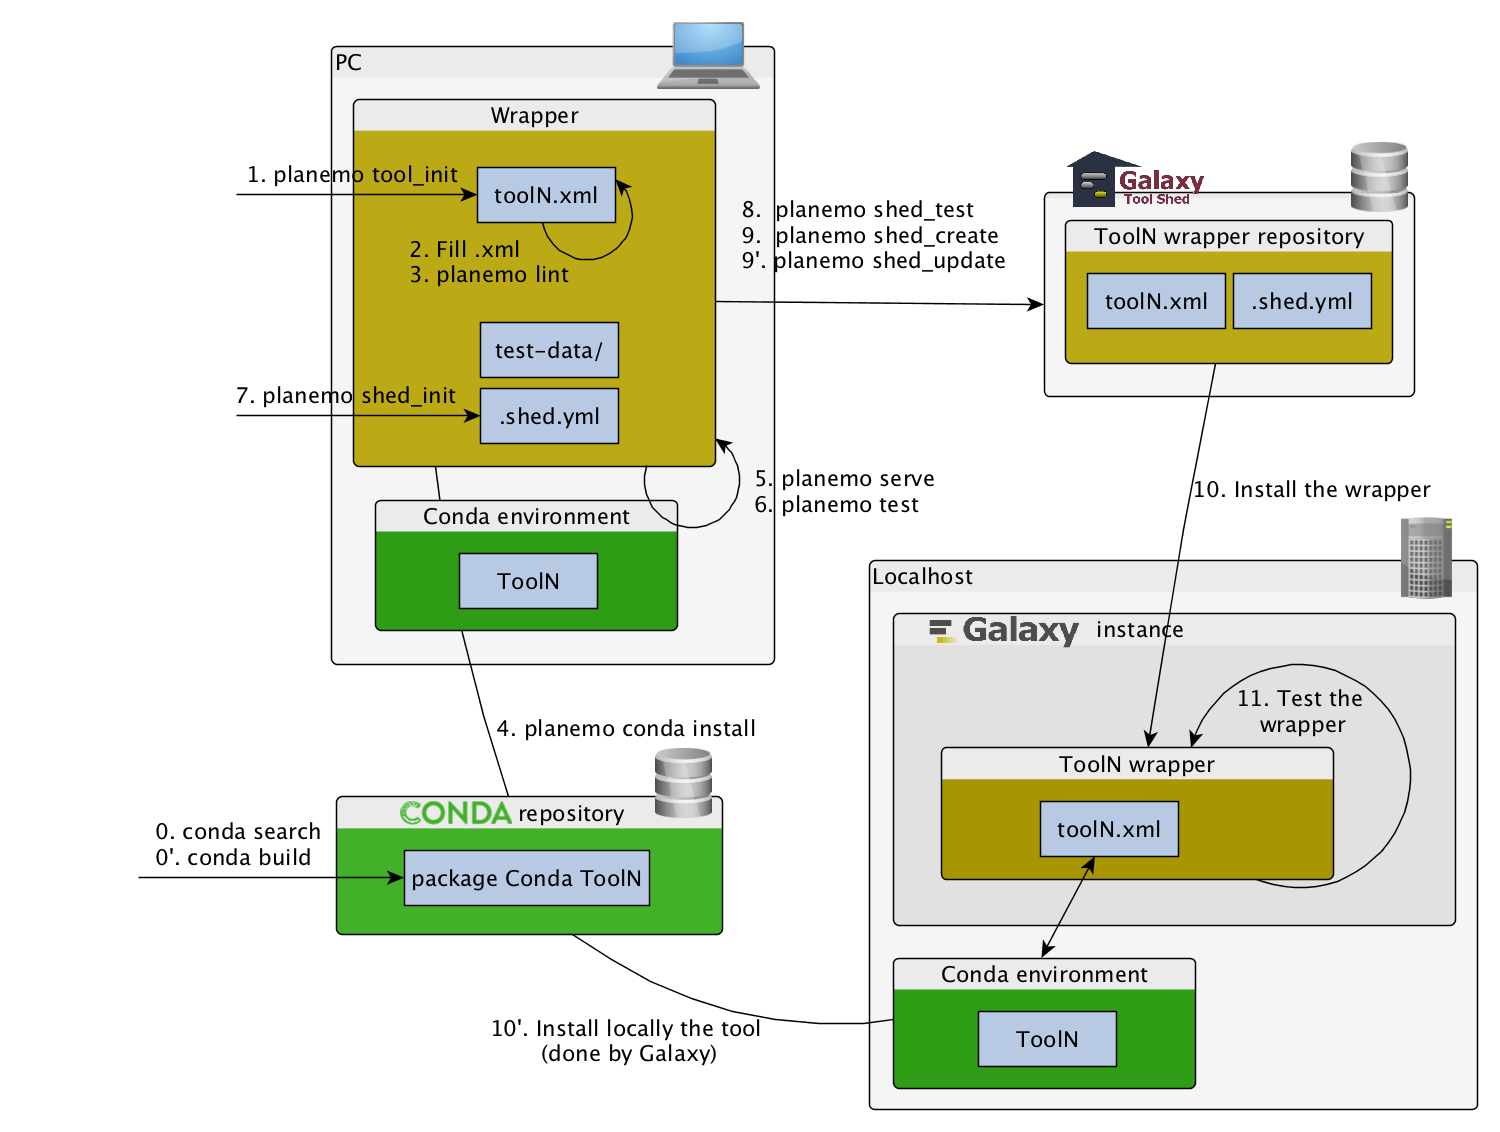 PC
Wrapper
1. planemo tool_init
toolN.xml
2. Fill .xml
3. planemo lint
test-data/
7. planemo shed_init
.shed.yml
5. planemo serve
6. planemo test
Conda environment
ToolN
8. planemo shed_test
9. planemo shed_create
9'. planemo shed_update
Galaxy
Tool Shed
ToolN wrapper repository
toolN.xml
.shed.yml
10. Install the wrapper
Localhost
Galaxy instance
11. Test the
wrapper
ToolN wrapper
toolN.xml
Conda environment
ToolN
4. planemo conda install
CONDA repository
0. conda search
0'. conda build
package Conda ToolN
10'. Install locally the tool
(done by Galaxy)